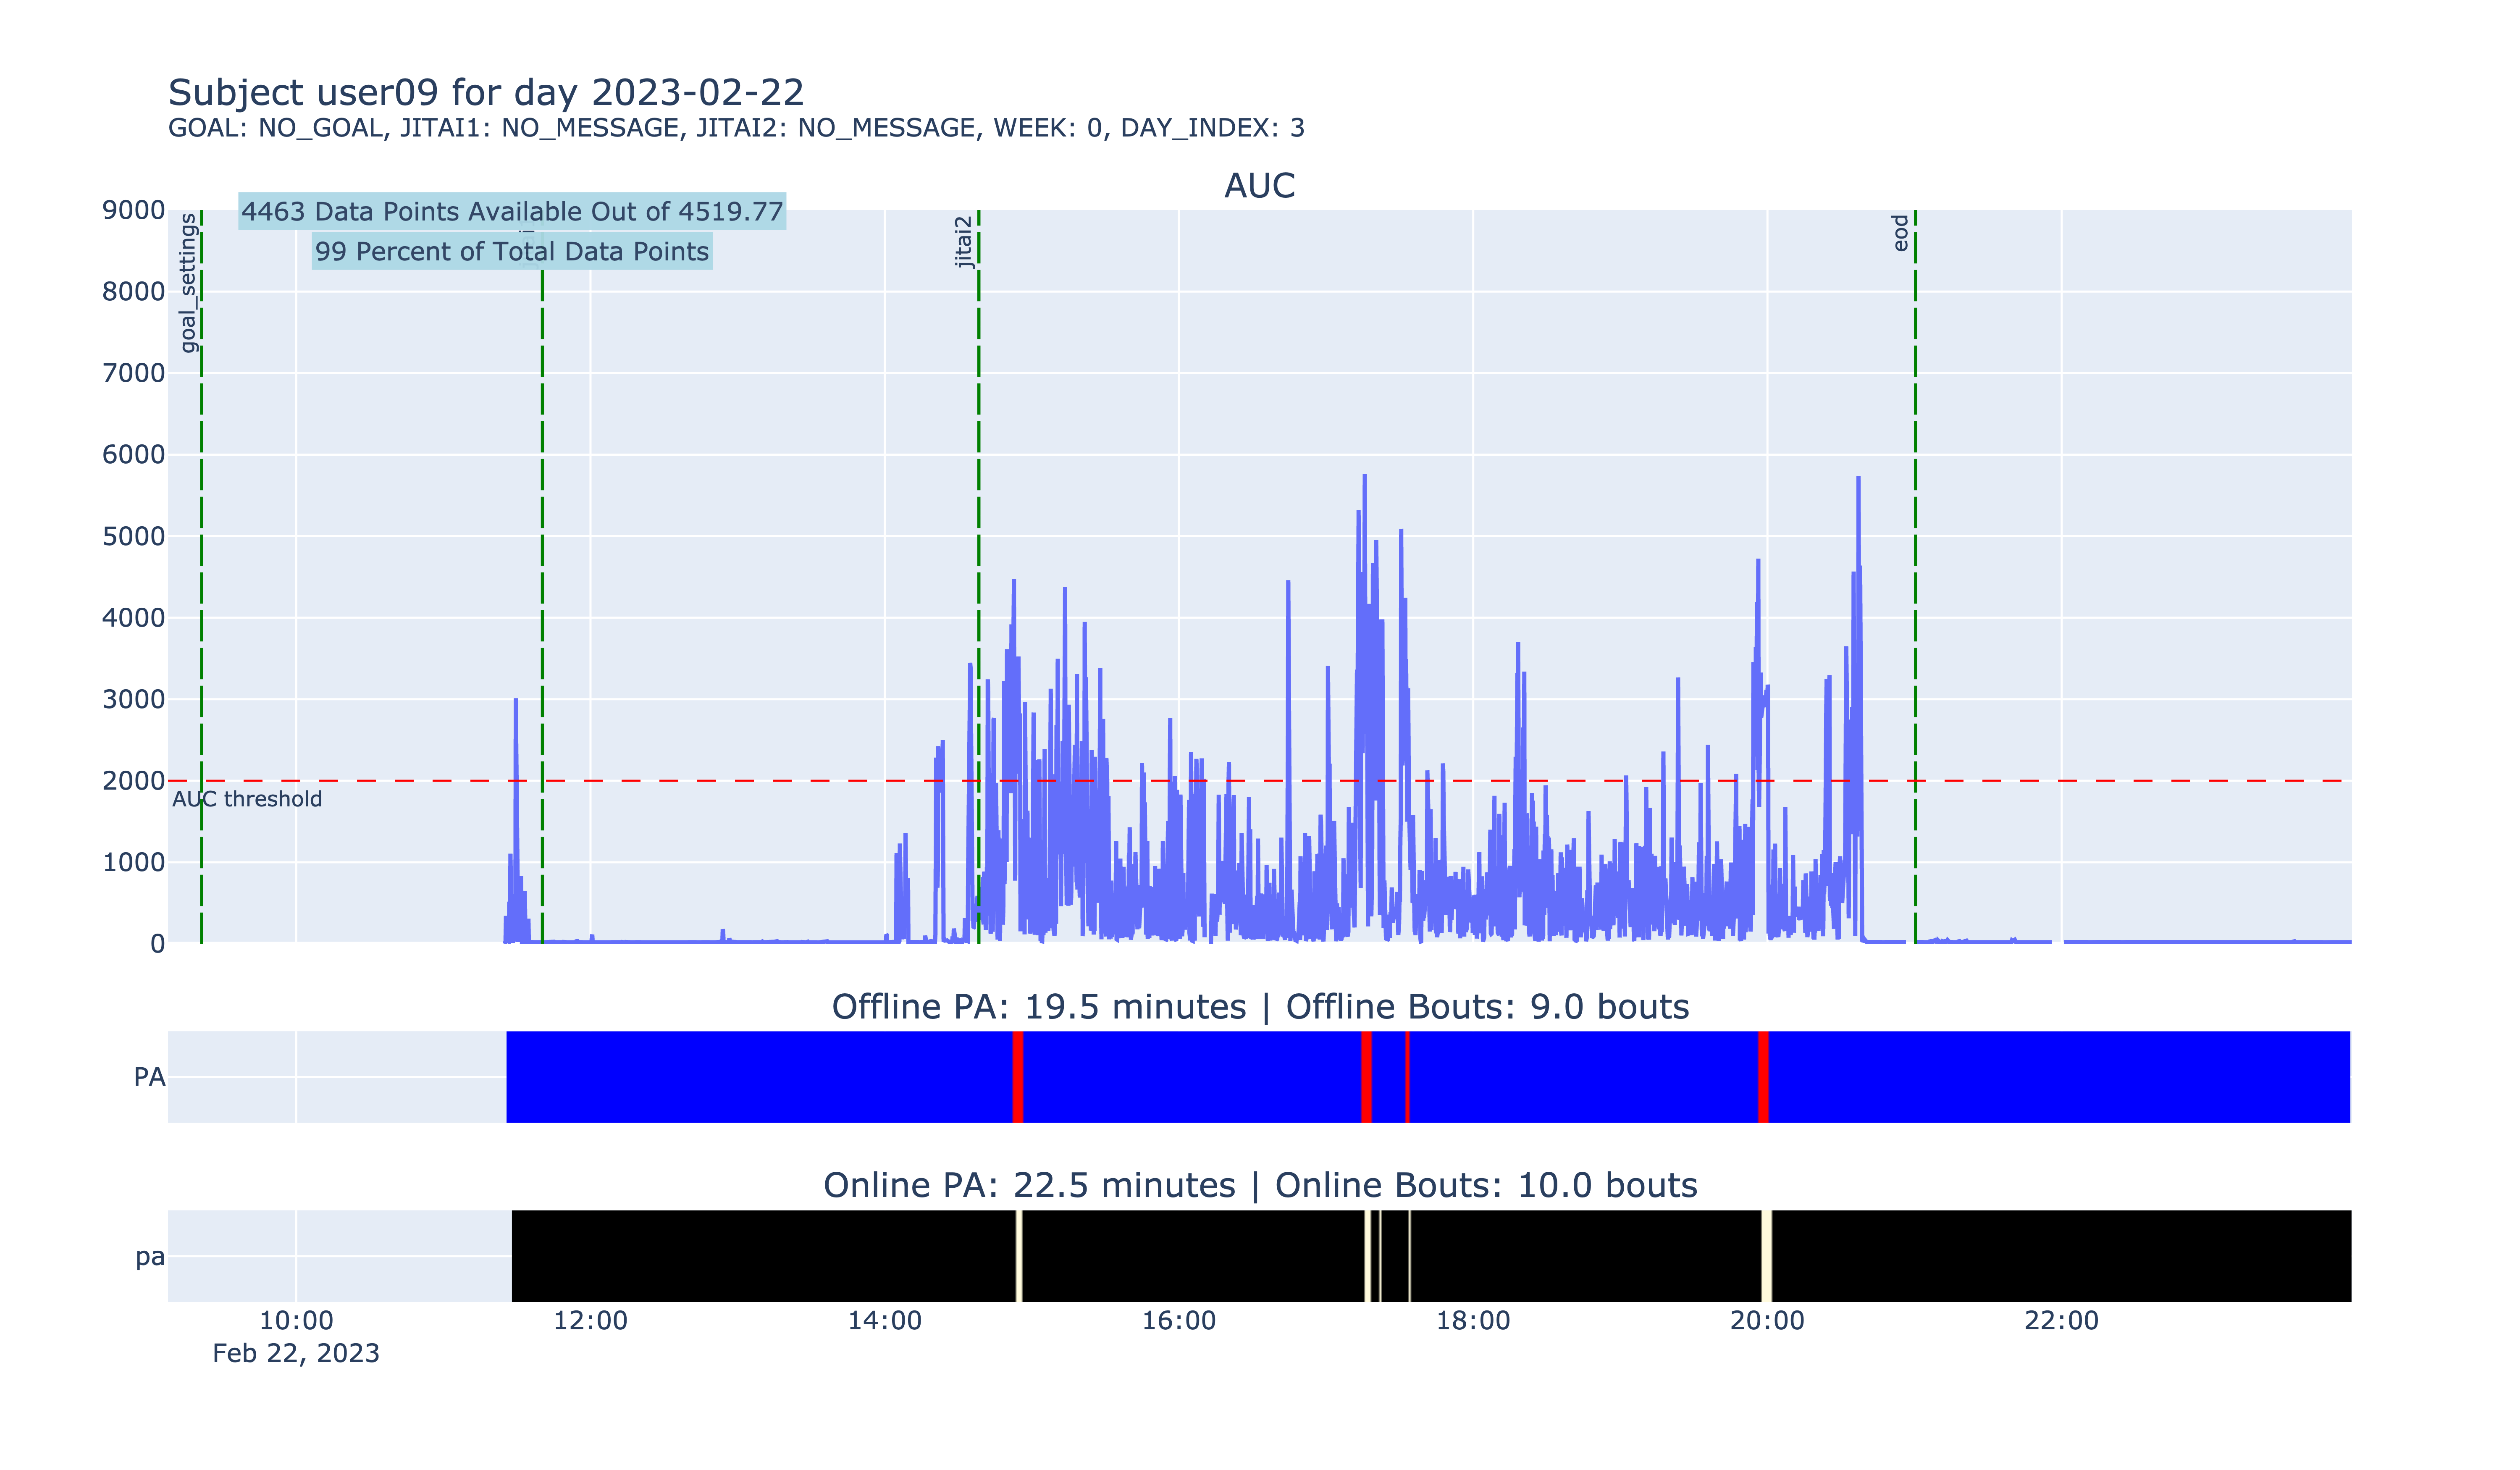 Subject user09 for day 2023-02-22
GOAL: NO_GOAL, JITAI1: NO_MESSAGE, JITAI2: NO_MESSAGE, WEEK: 0, DAY_INDEX: 3
AUC
4463 Data Points Available Out of 4519.77
99 Percent of Total Data Points
goal_settings
jitai2
eod
9000
8000
7000
6000
5000
4000
3000
2000
AUC threshold
1000
0
Offline PA: 19.5 minutes | Offline Bouts: 9.0 bouts
PA
Online PA: 22.5 minutes | Online Bouts: 10.0 bouts
pa
10:00 12:00 14:00 16:00 18:00 20:00 22:00
Feb 22, 2023